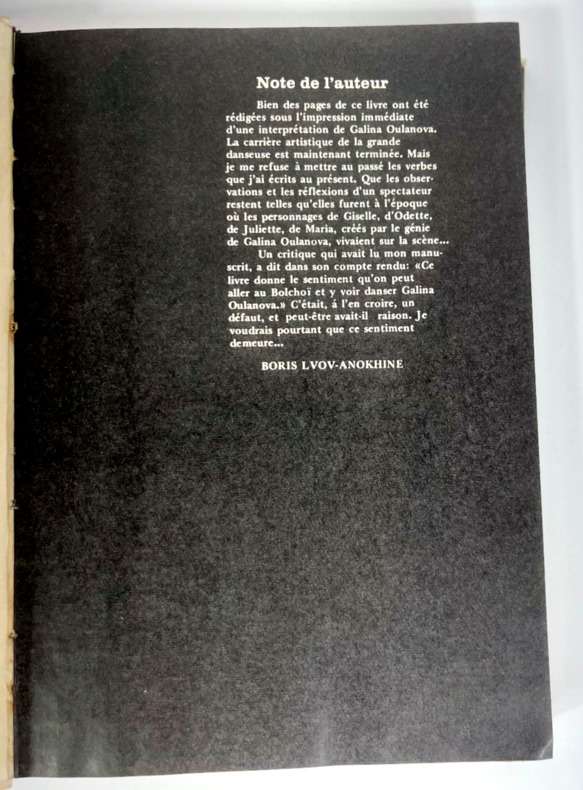 Note de l'auteur
Bien des pages de ce livre ont été
rédigées sous l'impression immédiate
d'une interprétation de Galina Oulanova.
La carrière artistique de la grande
danseuse est maintenant terminée. Mais
je me refuse à mettre au passé les verbes
que j'ai écrits au présent. Que les obser-
vations et les réflexions d'un spectateur
restent telles qu'elles furent à l'époque
où les personnages de Giselle, d'Odette,
de Juliette, de Maria, créés par le génie
de Galina Oulanova, vivaient sur la scène...
Un critique qui avait lu mon manu-
scrit, a dit dans son compte rendu: «Ce
livre donne le sentiment qu'on peut
aller au Bolchoï et y voir danser Galina
Oulanova.» C'était, á l'en croire, un
défaut, et peut-être avait-il raison. Je
voudrais pourtant que ce sentiment
demeure...
BORIS LVOV-ANOKHINE